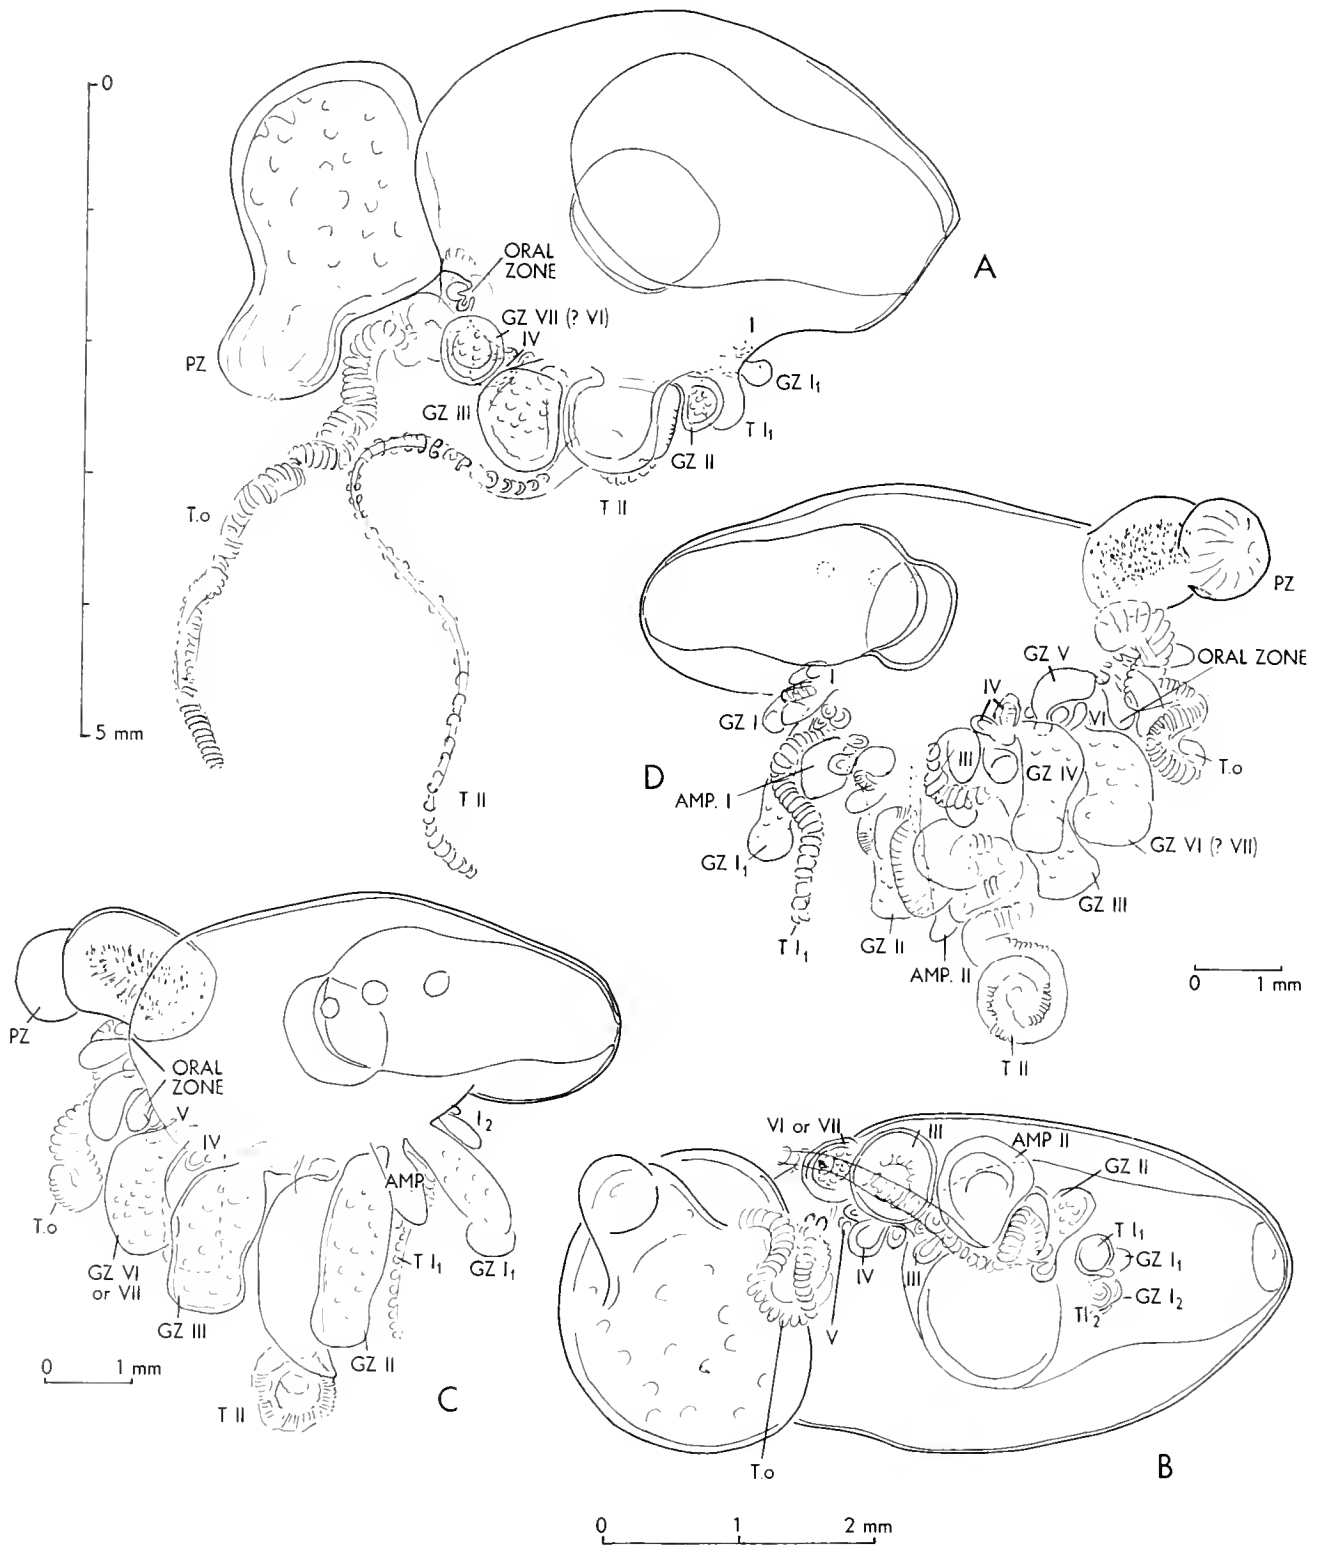 0
ORAL
ZONE
A
GZ VII (? VI)
IV
I
PZ
GZ I₁
GZ III
T I₁
GZ II
T II
T.o
5 mm
T II
PZ
GZ V
ORAL ZONE
IV
I
VI
GZ I
III
GZ IV
T.o
D
AMP. I
GZ VI (? VII)
GZ I₁
GZ III
T I₁
GZ II
AMP. II
0 1 mm
T II
PZ
ORAL
ZONE
V
I₂
IV
AMP
T.o
T I₁
GZ I₁
GZ VI
or VII
GZ III
GZ II
0 1 mm
C
T II
VI or VII
III
AMP II
GZ II
T I₁
GZ I₁
IV
III
GZ I₂
TI₂
V
T.o
B
0 1 2 mm